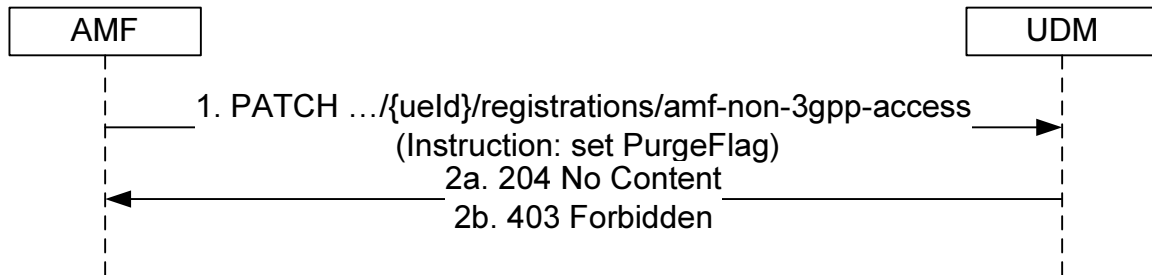 AMF
UDM
1. PATCH …/{ueId}/registrations/amf-non-3gpp-access
(Instruction: set PurgeFlag)
2a. 204 No Content
2b. 403 Forbidden